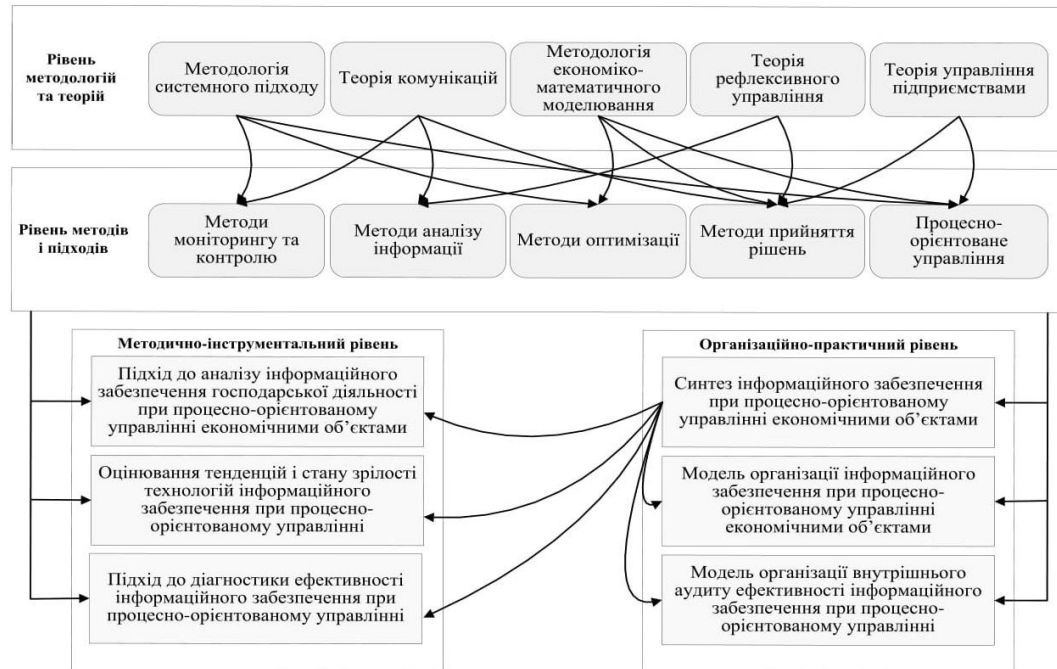 Рівень
методологій
та теорій
Методологія
системного підходу
Теорія комунікацій
Методологія
економіко-
математичного
моделювання
Теорія
рефлексивного
управління
Теорія управління
підприємствами
Рівень методів
і підходів
Методи
моніторингу та
контролю
Методи аналізу
інформації
Методи оптимізації
Методи прийняття
рішень
Процесно-
орієнтоване
управління
Методично-інструментальний рівень
Підхід до аналізу інформаційного
забезпечення господарської діяльності
при процесно-орієнтованому
управлінні економічними об’єктами
Оцінювання тенденцій і стану зрілості
технологій інформаційного
забезпечення при процесно-
орієнтованому управлінні
Підхід до діагностики ефективності
інформаційного забезпечення при
процесно-орієнтованому управлінні
Організаційно-практичний рівень
Синтез інформаційного забезпечення
при процесно-орієнтованому
управлінні економічними об’єктами
Модель організації інформаційного
забезпечення при процесно-
орієнтованому управлінні
економічними об’єктами
Модель організації внутрішнього
аудиту ефективності інформаційного
забезпечення при процесно-
орієнтованому управлінні